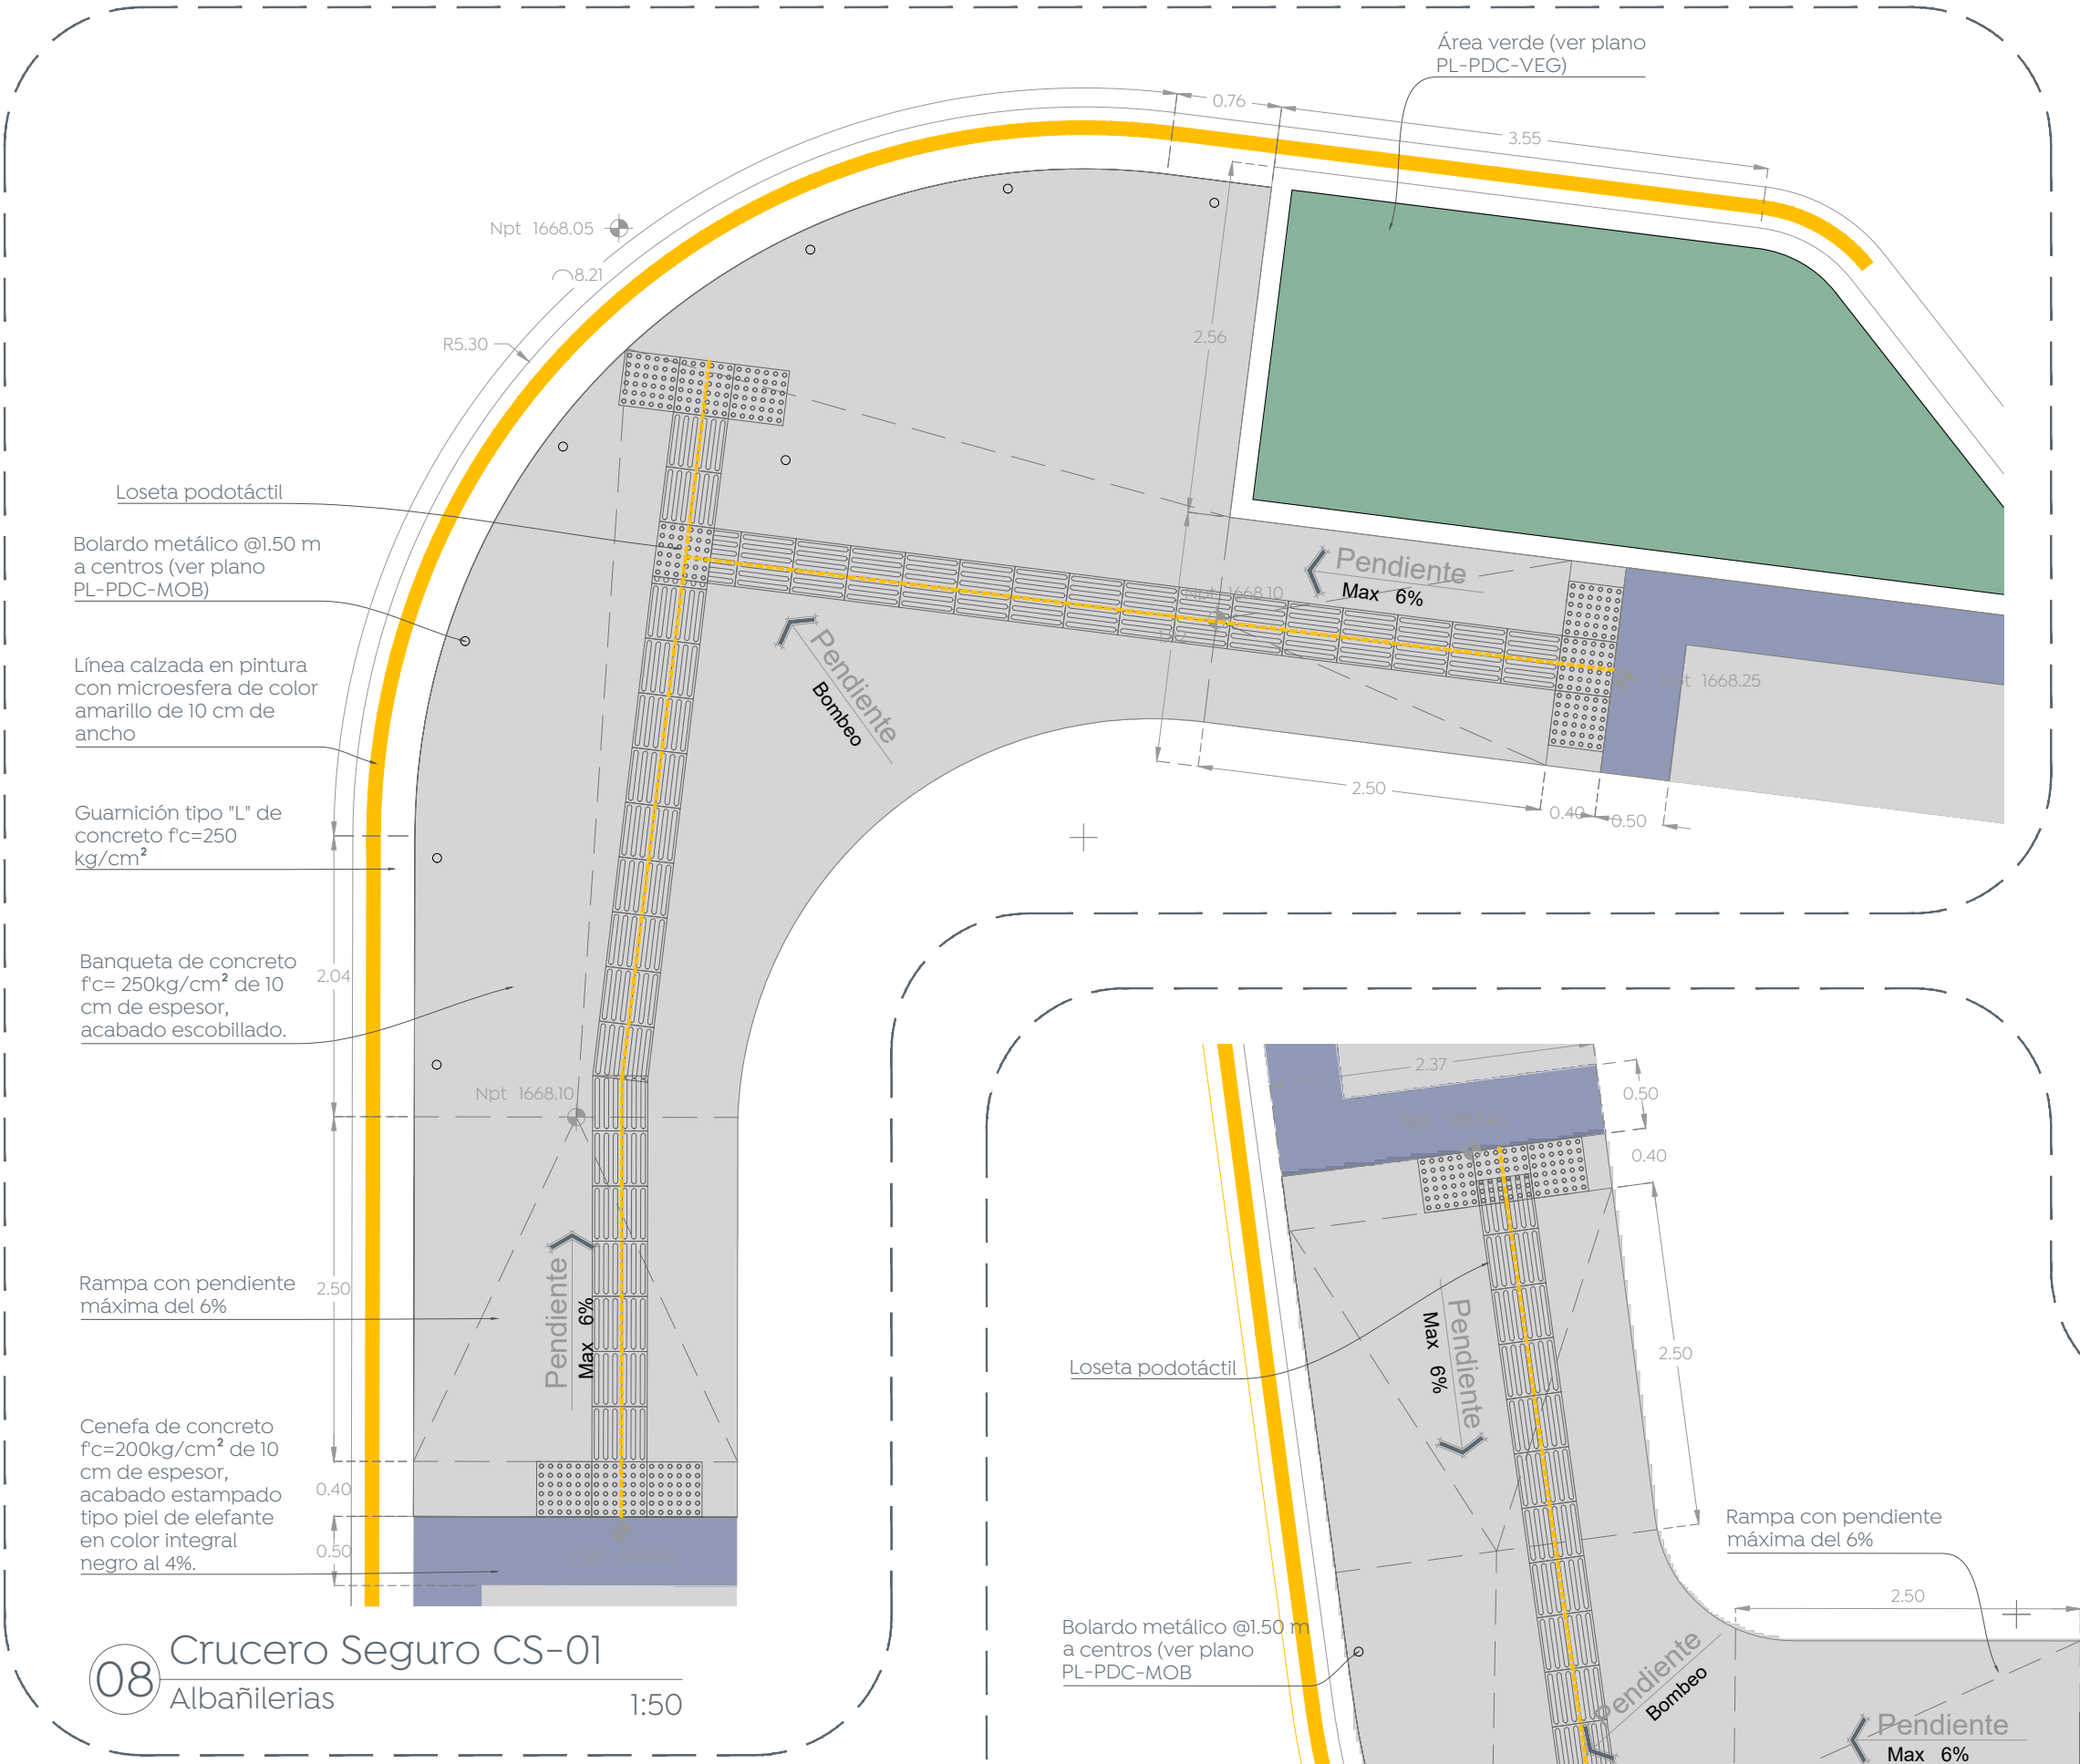 Área verde (ver plano
PL-PDC-VEG)
0.76
3.55
Npt 1668.05
8.21
R5.30
2.56
Loseta podotáctil
Bolardo metálico @1.50 m
a centros (ver plano
PL-PDC-MOB)
Línea calzada en pintura
con microesfera de color
amarillo de 10 cm de
ancho
Guarnición tipo "L" de
concreto f'c=250
kg/cm²
Banqueta de concreto
f'c= 250kg/cm² de 10
cm de espesor,
acabado escobillado.
Rampa con pendiente
máxima del 6%
Cenefa de concreto
f'c=200kg/cm² de 10
cm de espesor,
acabado estampado
tipo piel de elefante
en color integral
negro al 4%.
2.04
2.50
0.40
0.50
Pendiente
Max 6%
Npt 1668.10
Pendiente
Bombeo
Npt 1668.25
2.50
0.40
0.50
Npt 1668.10
Pendiente
Max 6%
08
Crucero Seguro CS-01
Albañilerias
1:50
2.37
0.50
0.40
2.50
Pendiente
Max 6%
Loseta podotáctil
Rampa con pendiente
máxima del 6%
2.50
Bolardo metálico @1.50 m
a centros (ver plano
PL-PDC-MOB
Pendiente
Bombeo
Pendiente
Max 6%